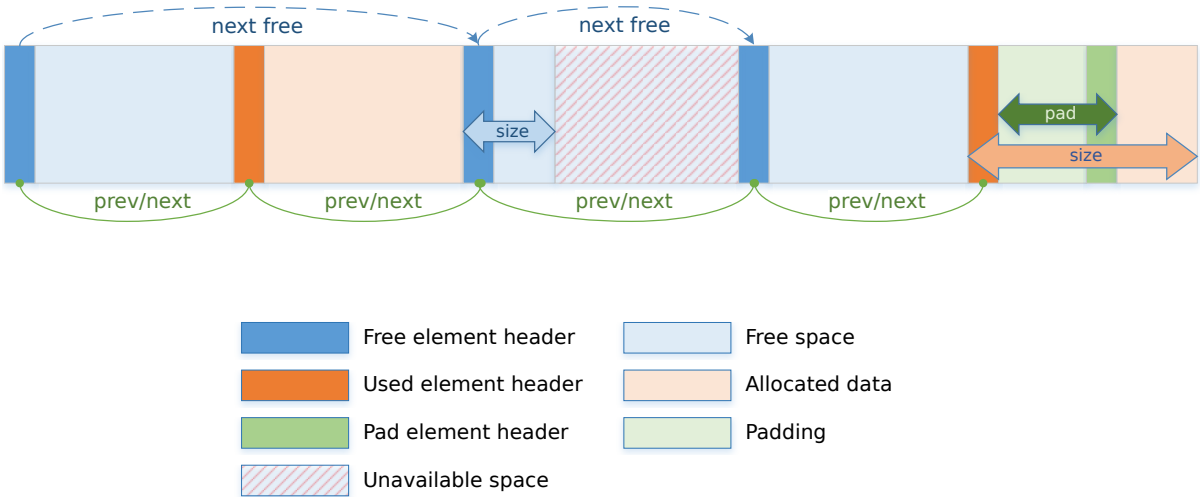 next free
next free
size
pad
size
prev/next
prev/next
prev/next
prev/next
Free element header
Free space
Used element header
Allocated data
Pad element header
Padding
Unavailable space